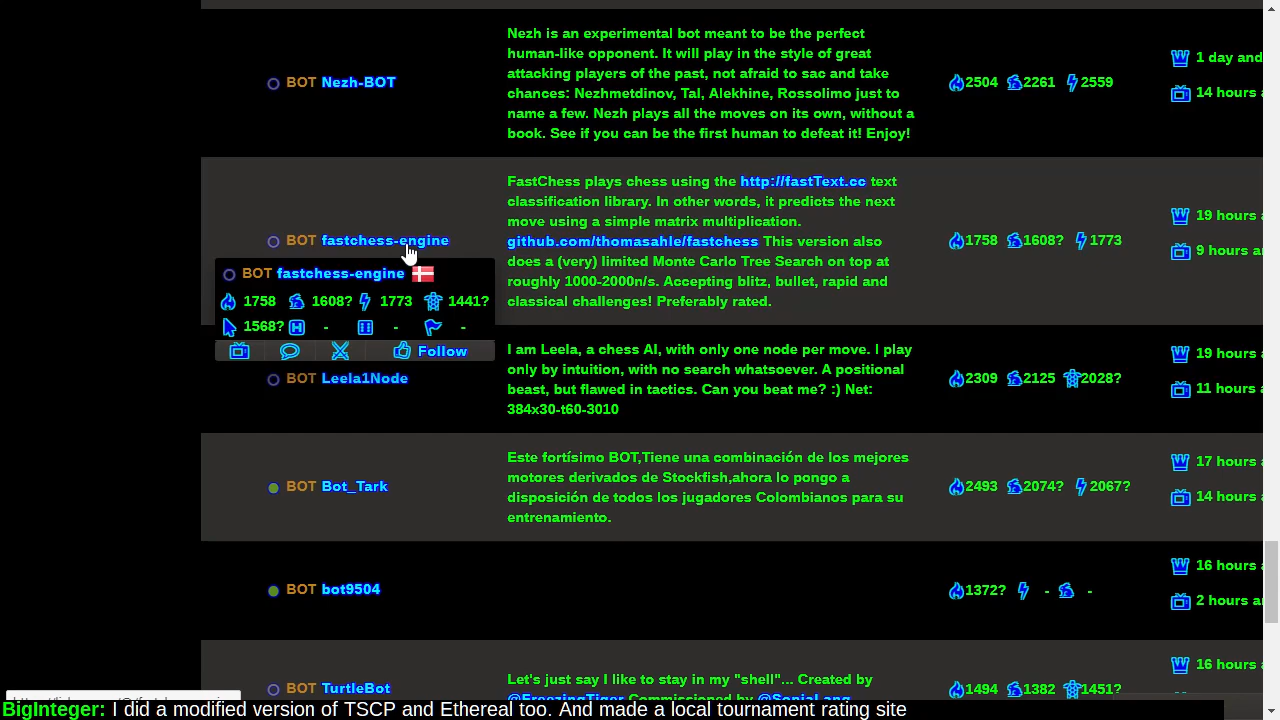 Nezh is an experimental bot meant to be the perfect
human-like opponent. It will play in the style of great
attacking players of the past, not afraid to sac and take
chances: Nezhmetdinov, Tal, Alekhine, Rossolimo just to
name a few. Nezh plays all the moves on its own, without a
book. See if you can be the first human to defeat it! Enjoy!
BOT Nezh-BOT
2504 2261 2559
1 day and
14 hours a
FastChess plays chess using the http://fastText.cc text
classification library. In other words, it predicts the next
move using a simple matrix multiplication.
github.com/thomasahle/fastchess This version also
does a (very) limited Monte Carlo Tree Search on top at
roughly 1000-2000n/s. Accepting blitz, bullet, rapid and
classical challenges! Preferably rated.
BOT fastchess-engine
1758 1608? 1773
19 hours a
9 hours a
BOT fastchess-engine
1758 1608? 1773 1441?
1568? - - -
Follow
I am Leela, a chess AI, with only one node per move. I play
only by intuition, with no search whatsoever. A positional
beast, but flawed in tactics. Can you beat me? :) Net:
384x30-t60-3010
BOT Leela1Node
2309 2125 2028?
19 hours a
11 hours a
Este fortísimo BOT,Tiene una combinación de los mejores
motores derivados de Stockfish,ahora lo pongo a
disposición de todos los jugadores Colombianos para su
entrenamiento.
BOT Bot_Tark
2493 2074? 2067?
17 hours a
14 hours a
BOT bot9504
1372? - -
16 hours a
2 hours a
Let's just say I like to stay in my "shell"... Created by
@FreezingTiger Commissioned by @SonjaLang
BOT TurtleBot
1494 1382 1451?
16 hours a
BigInteger: I did a modified version of TSCP and Ethereal too. And made a local tournament rating site